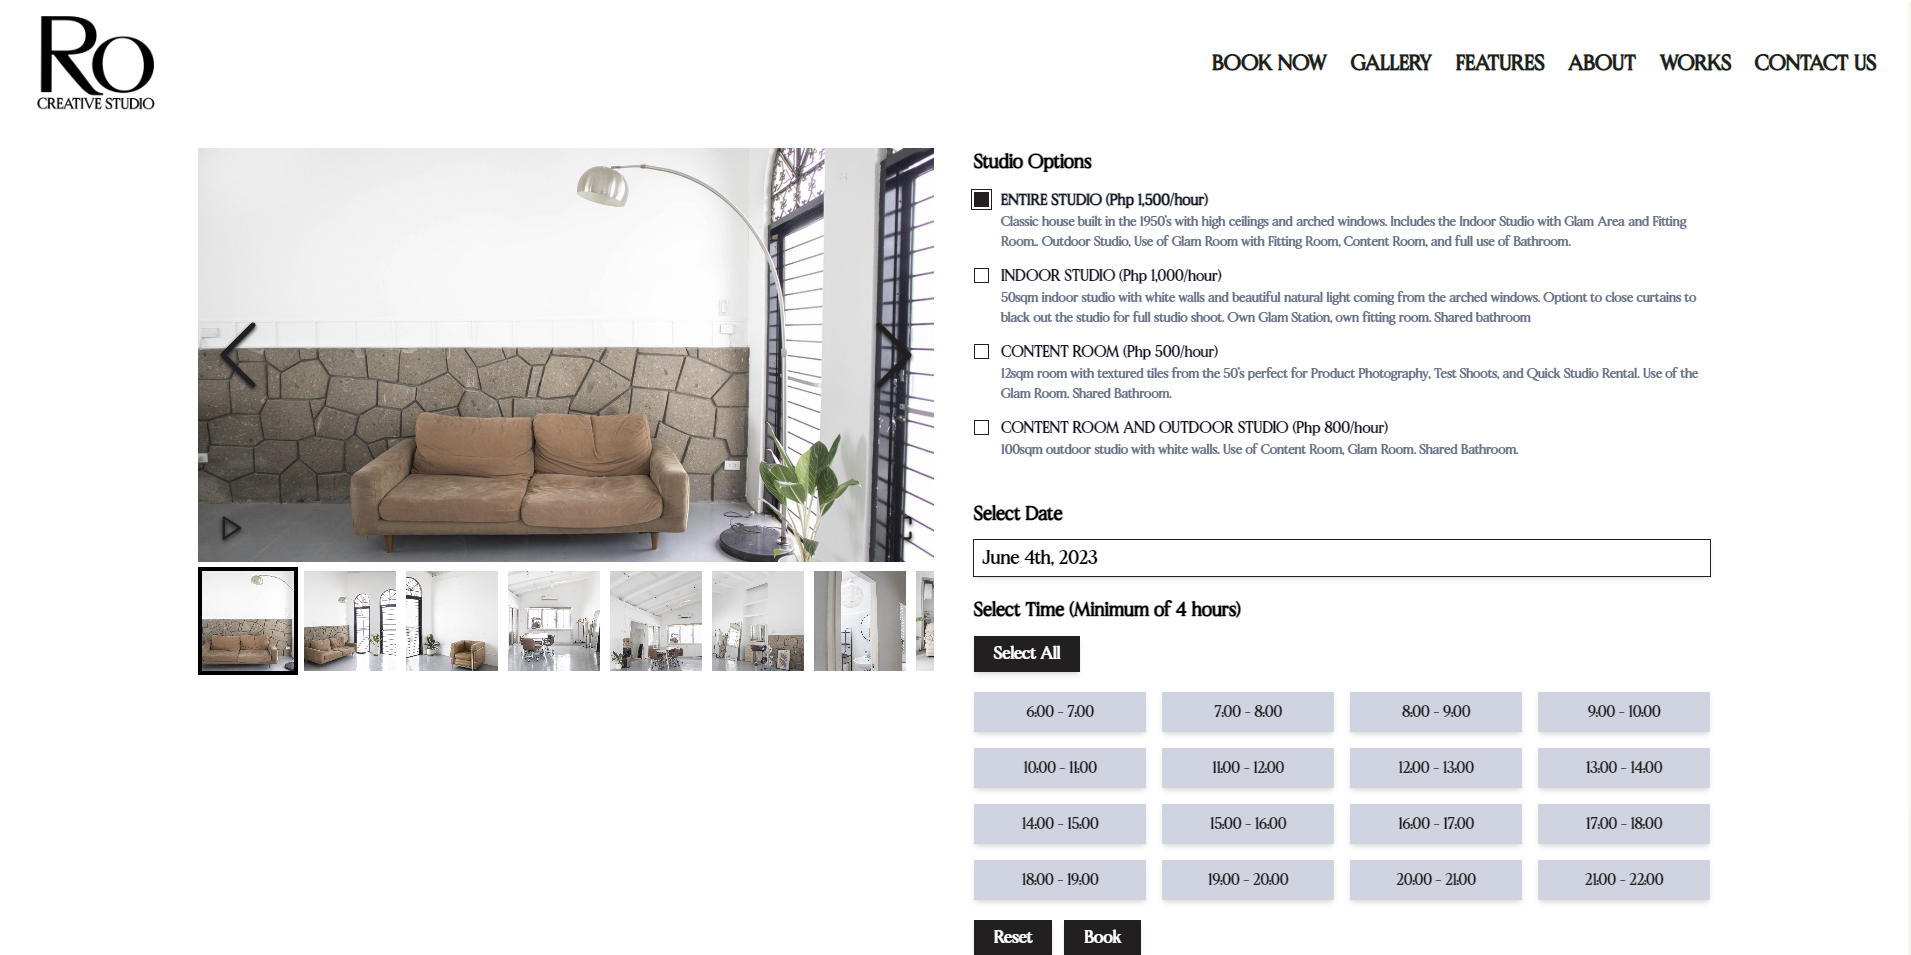 Ro
CREATIVE STUDIO
BOOK NOW GALLERY FEATURES ABOUT WORKS CONTACT US
Studio Options
ENTIRE STUDIO (Php 1,500/hour)
Classic house built in the 1950's with high ceilings and arched windows. Includes the Indoor Studio with Glam Area and Fitting
Room.. Outdoor Studio, Use of Glam Room with Fitting Room, Content Room, and full use of Bathroom.
INDOOR STUDIO (Php 1,000/hour)
50sqm indoor studio with white walls and beautiful natural light coming from the arched windows. Optiont to close curtains to
black out the studio for full studio shoot. Own Glam Station, own fitting room. Shared bathroom
CONTENT ROOM (Php 500/hour)
12sqm room with textured tiles from the 50's perfect for Product Photography, Test Shoots, and Quick Studio Rental. Use of the
Glam Room. Shared Bathroom.
CONTENT ROOM AND OUTDOOR STUDIO (Php 800/hour)
100sqm outdoor studio with white walls. Use of Content Room, Glam Room. Shared Bathroom.
Select Date
June 4th, 2023
Select Time (Minimum of 4 hours)
Select All
6:00 - 7:00 7:00 - 8:00 8:00 - 9:00 9:00 - 10:00
10:00 - 11:00 11:00 - 12:00 12:00 - 13:00 13:00 - 14:00
14:00 - 15:00 15:00 - 16:00 16:00 - 17:00 17:00 - 18:00
18:00 - 19:00 19:00 - 20:00 20:00 - 21:00 21:00 - 22:00
Reset Book